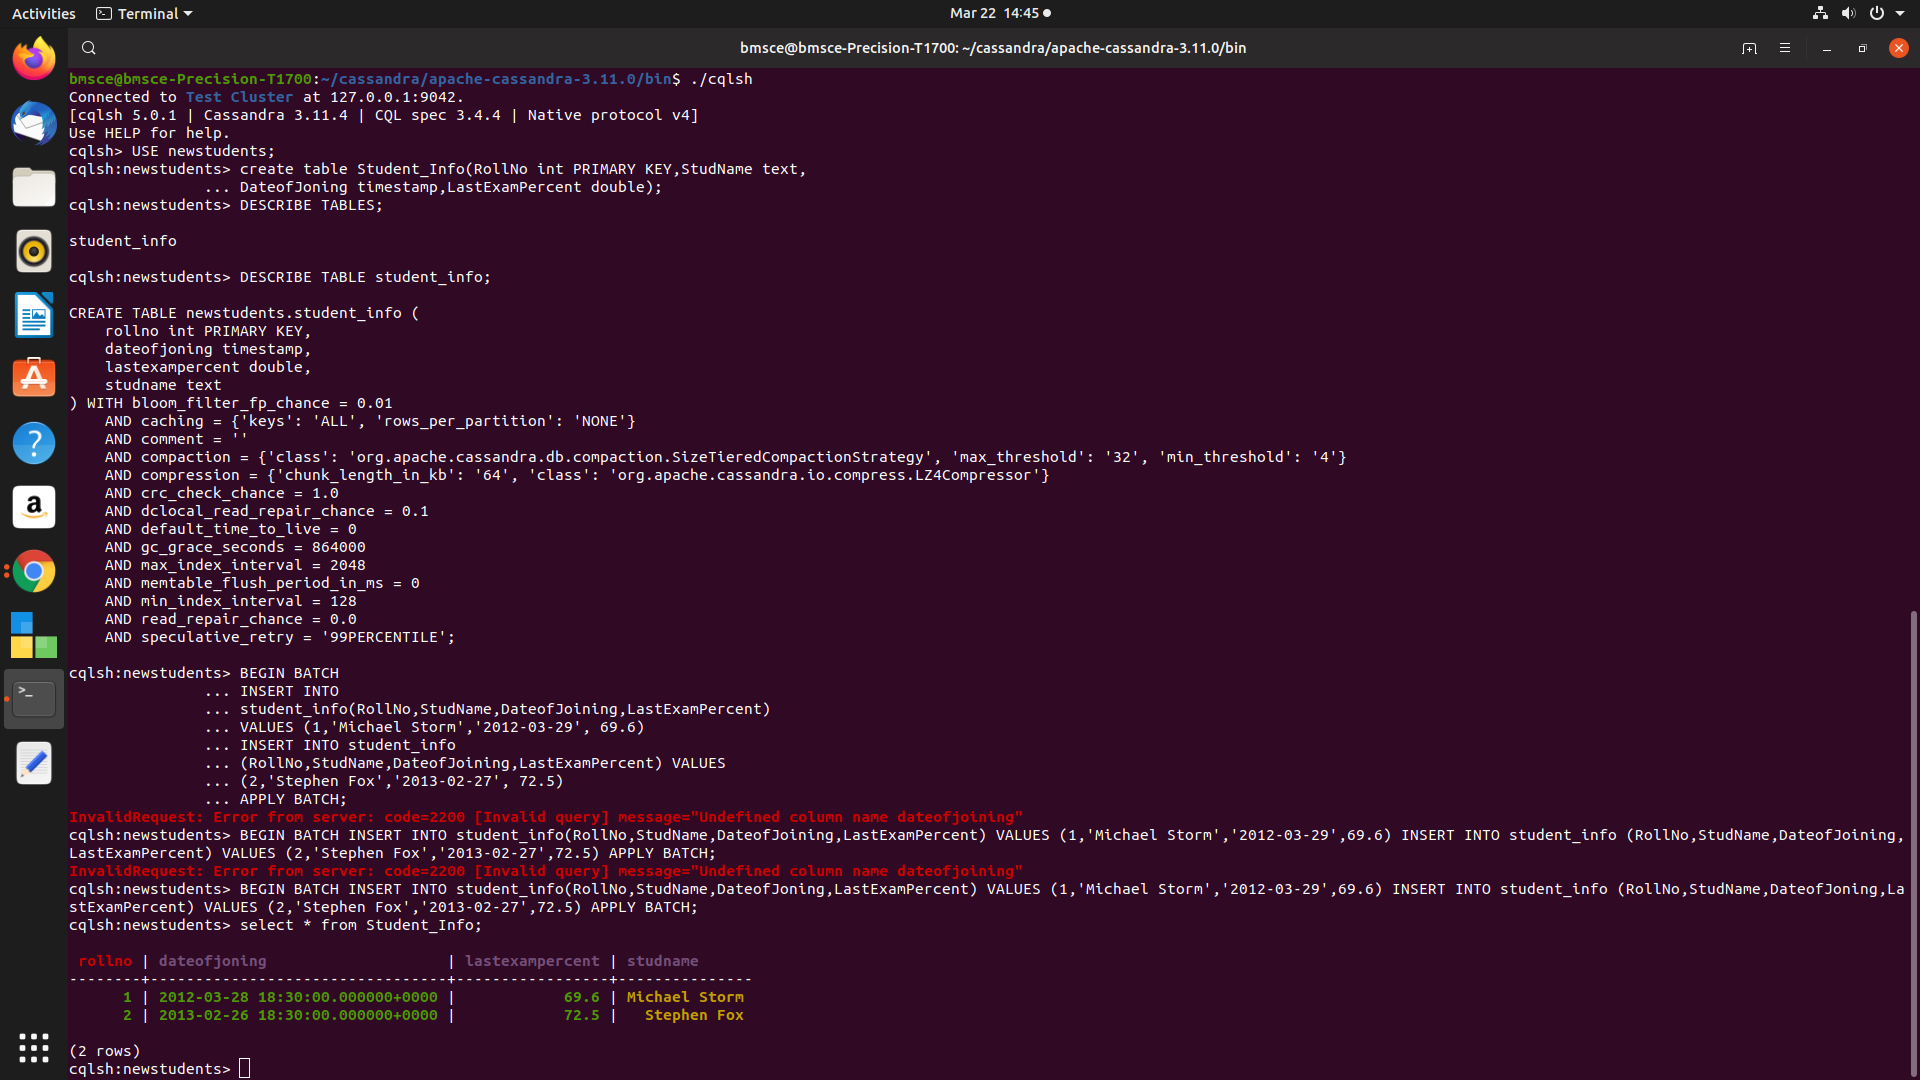 Activities Terminal Mar 22 14:45
bmsce@bmsce-Precision-T1700: ~/cassandra/apache-cassandra-3.11.0/bin
bmsce@bmsce-Precision-T1700:~/cassandra/apache-cassandra-3.11.0/bin$ ./cqlsh
Connected to Test Cluster at 127.0.0.1:9042.
[cqlsh 5.0.1 | Cassandra 3.11.4 | CQL spec 3.4.4 | Native protocol v4]
Use HELP for help.
cqlsh> USE newstudents;
cqlsh:newstudents> create table Student_Info(RollNo int PRIMARY KEY,StudName text,
... DateofJoning timestamp,LastExamPercent double);
cqlsh:newstudents> DESCRIBE TABLES;
student_info
cqlsh:newstudents> DESCRIBE TABLE student_info;
CREATE TABLE newstudents.student_info (
rollno int PRIMARY KEY,
dateofjoning timestamp,
lastexampercent double,
studname text
) WITH bloom_filter_fp_chance = 0.01
AND caching = {'keys': 'ALL', 'rows_per_partition': 'NONE'}
AND comment = ''
AND compaction = {'class': 'org.apache.cassandra.db.compaction.SizeTieredCompactionStrategy', 'max_threshold': '32', 'min_threshold': '4'}
AND compression = {'chunk_length_in_kb': '64', 'class': 'org.apache.cassandra.io.compress.LZ4Compressor'}
AND crc_check_chance = 1.0
AND dclocal_read_repair_chance = 0.1
AND default_time_to_live = 0
AND gc_grace_seconds = 864000
AND max_index_interval = 2048
AND memtable_flush_period_in_ms = 0
AND min_index_interval = 128
AND read_repair_chance = 0.0
AND speculative_retry = '99PERCENTILE';
cqlsh:newstudents> BEGIN BATCH
... INSERT INTO
... student_info(RollNo,StudName,DateofJoining,LastExamPercent)
... VALUES (1,'Michael Storm','2012-03-29', 69.6)
... INSERT INTO student_info
... (RollNo,StudName,DateofJoining,LastExamPercent) VALUES
... (2,'Stephen Fox','2013-02-27', 72.5)
... APPLY BATCH;
InvalidRequest: Error from server: code=2200 [Invalid query] message="Undefined column name dateofjoining"
cqlsh:newstudents> BEGIN BATCH INSERT INTO student_info(RollNo,StudName,DateofJoining,LastExamPercent) VALUES (1,'Michael Storm','2012-03-29',69.6) INSERT INTO student_info (RollNo,StudName,DateofJoining,
LastExamPercent) VALUES (2,'Stephen Fox','2013-02-27',72.5) APPLY BATCH;
InvalidRequest: Error from server: code=2200 [Invalid query] message="Undefined column name dateofjoining"
cqlsh:newstudents> BEGIN BATCH INSERT INTO student_info(RollNo,StudName,DateofJoning,LastExamPercent) VALUES (1,'Michael Storm','2012-03-29',69.6) INSERT INTO student_info (RollNo,StudName,DateofJoning,La
stExamPercent) VALUES (2,'Stephen Fox','2013-02-27',72.5) APPLY BATCH;
cqlsh:newstudents> select * from Student_Info;
rollno | dateofjoning | lastexampercent | studname
--------+---------------------------------+-----------------+---------------
1 | 2012-03-28 18:30:00.000000+0000 | 69.6 | Michael Storm
2 | 2013-02-26 18:30:00.000000+0000 | 72.5 | Stephen Fox
(2 rows)
cqlsh:newstudents>